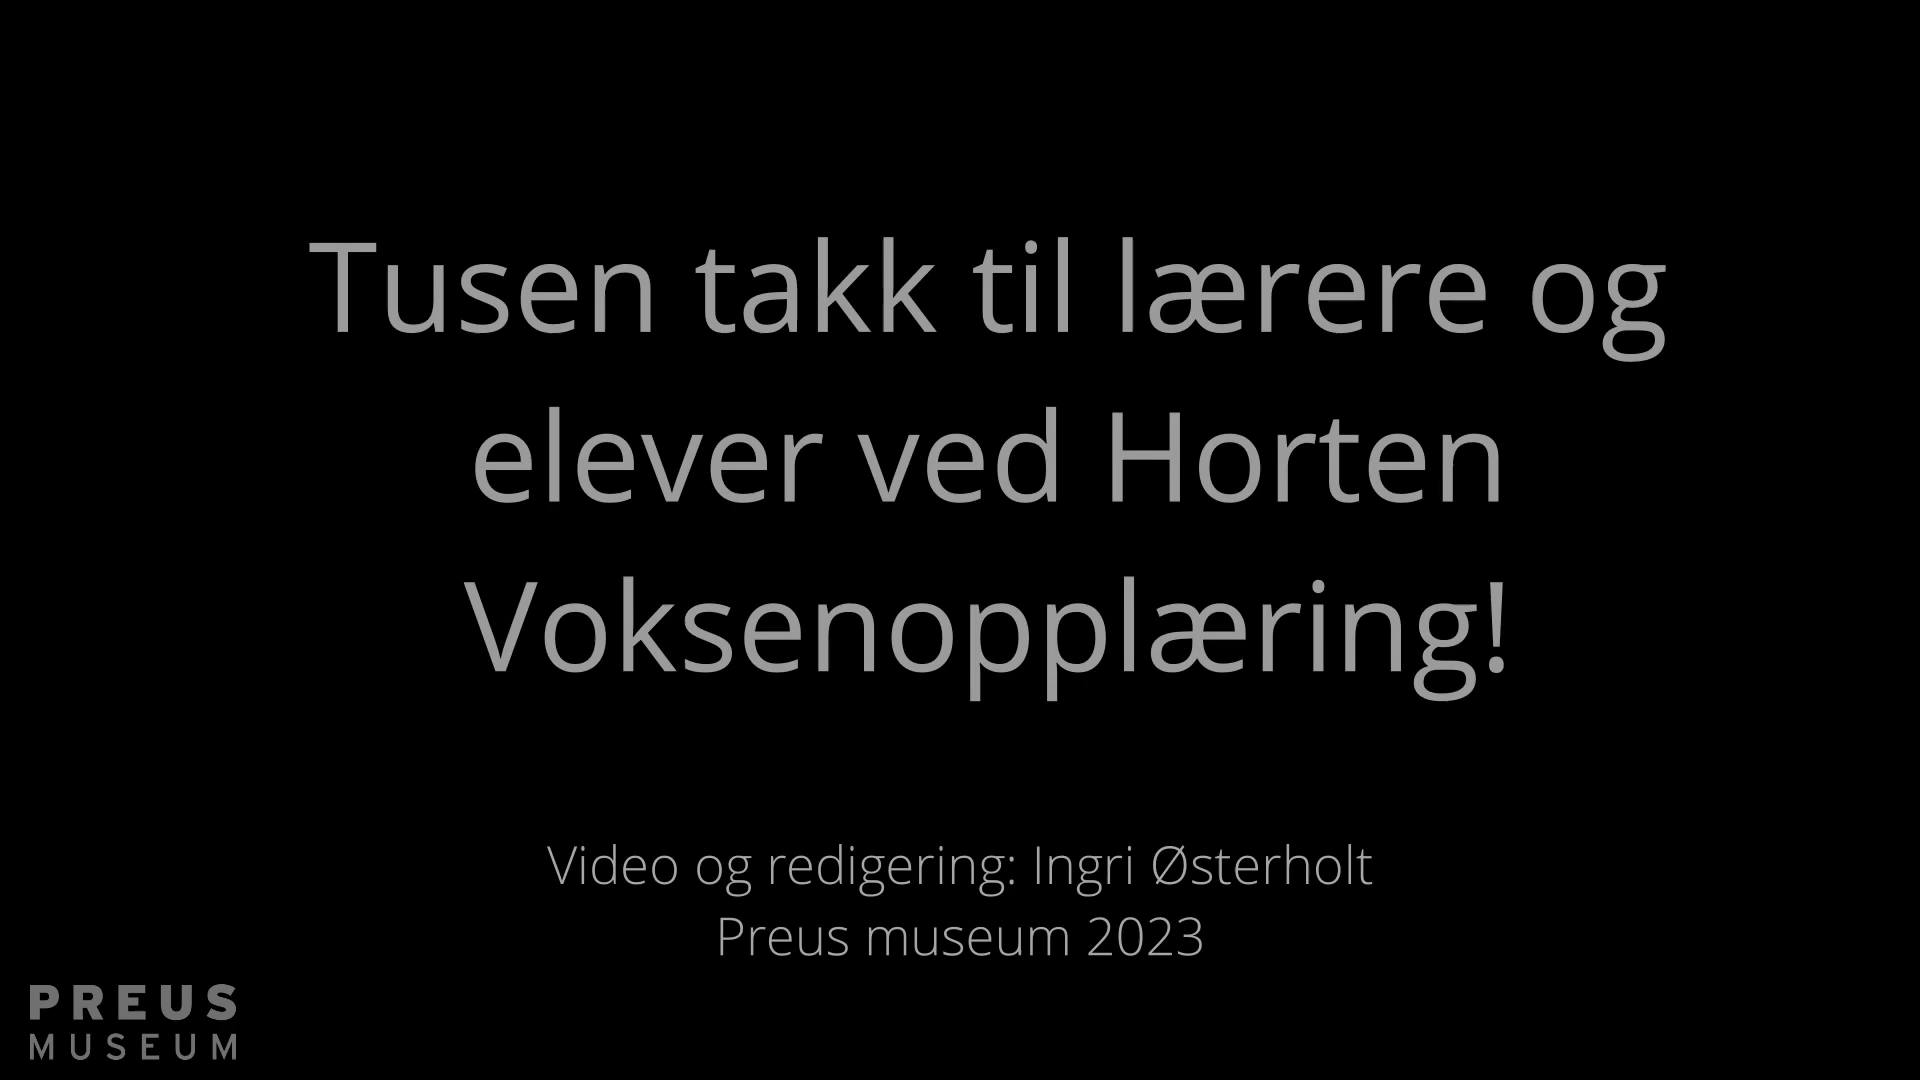 Tusen takk til lærere og
elever ved Horten
Voksenopplæring!
Video og redigering: Ingri Østerholt
Preus museum 2023
PREUS
MUSEUM